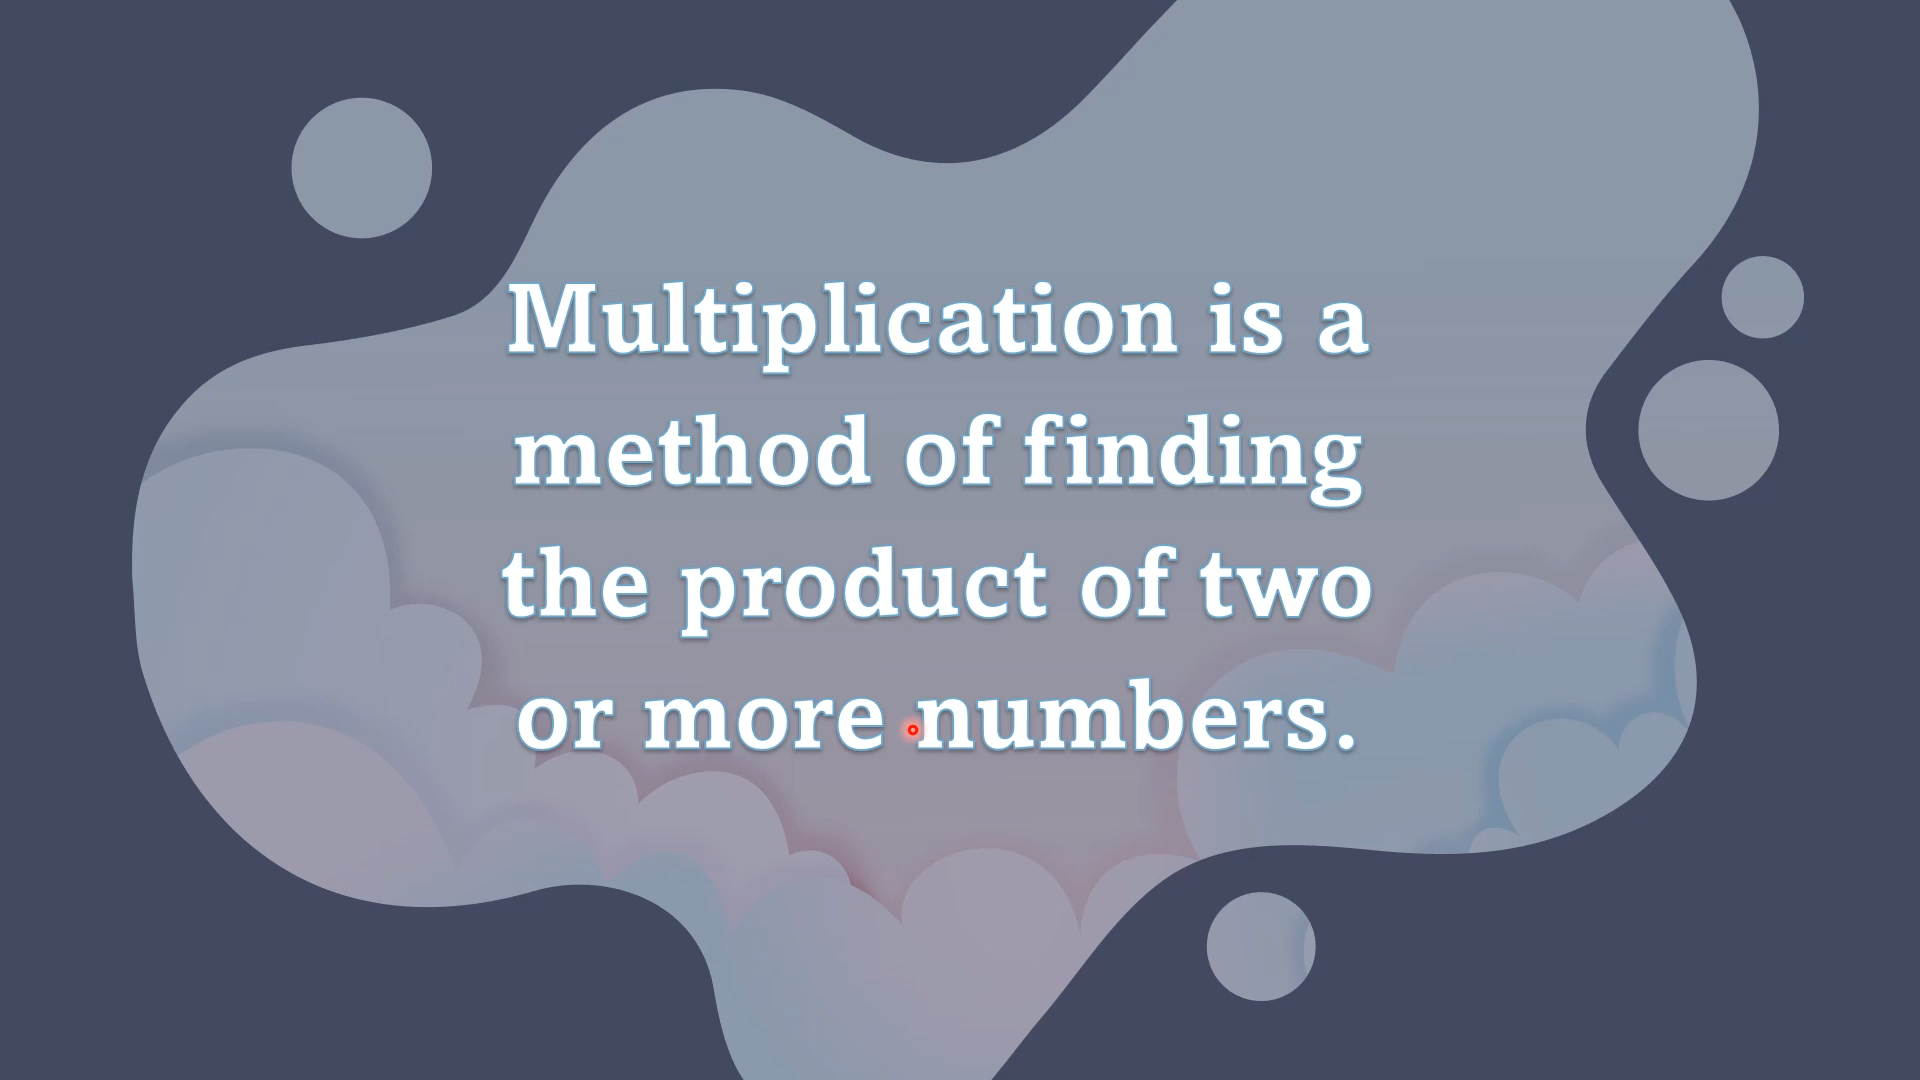 Multiplication is a
method of finding
the product of two
or more numbers.